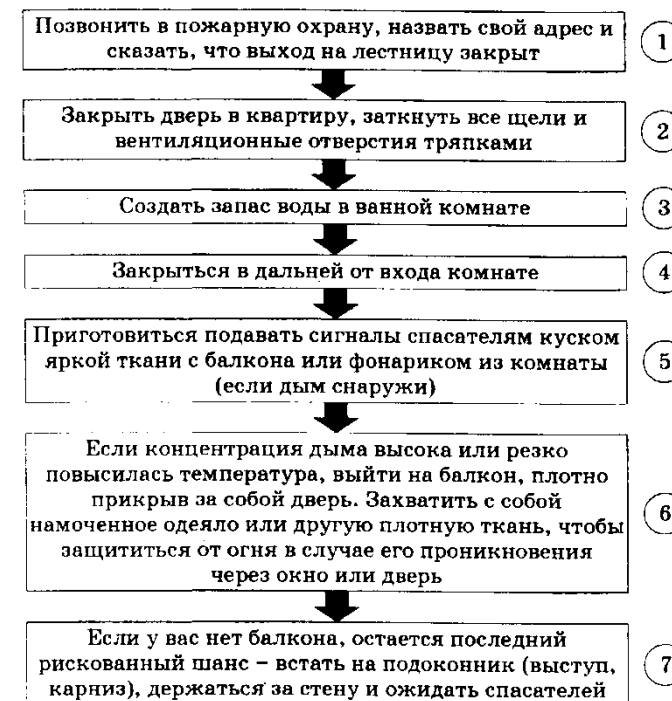 Позвонить в пожарную охрану, назвать свой адрес и
сказать, что выход на лестницу закрыт
1
Закрыть дверь в квартиру, заткнуть все щели и
вентиляционные отверстия тряпками
2
Создать запас воды в ванной комнате
3
Закрыться в дальней от входа комнате
4
Приготовиться подавать сигналы спасателям куском
яркой ткани с балкона или фонариком из комнаты
(если дым снаружи)
5
Если концентрация дыма высока или резко
повысилась температура, выйти на балкон, плотно
прикрыв за собой дверь. Захватить с собой
намоченное одеяло или другую плотную ткань, чтобы
защититься от огня в случае его проникновения
через окно или дверь
6
Если у вас нет балкона, остается последний
рискованный шанс – встать на подоконник (выступ,
карниз), держаться за стену и ожидать спасателей
7